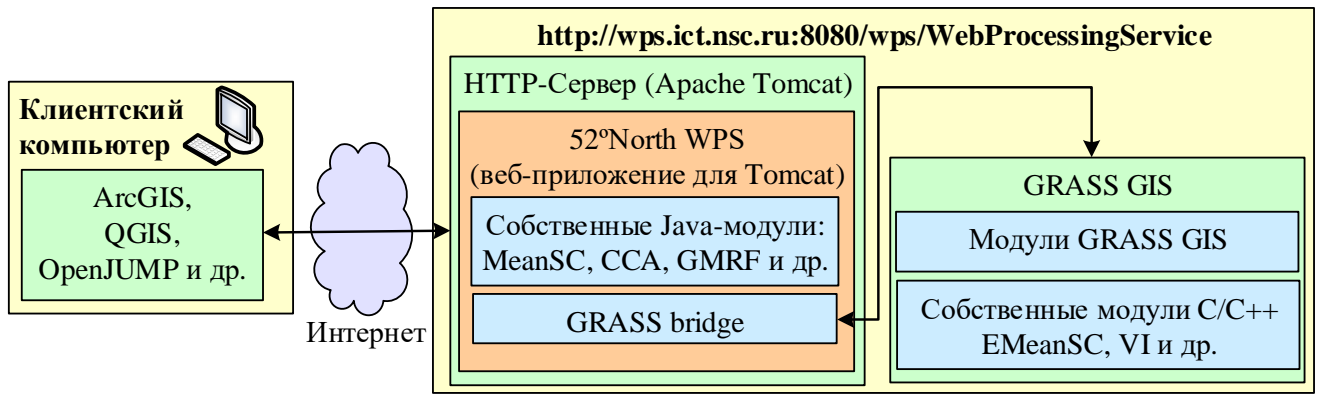 http://wps.ict.nsc.ru:8080/wps/WebProcessingService
Клиентский
компьютер
ArcGIS,
QGIS,
OpenJUMP и др.
Интернет
HTTP-Сервер (Apache Tomcat)
52ºNorth WPS
(веб-приложение для Tomcat)
Собственные Java-модули:
MeanSC, CCA, GMRF и др.
GRASS bridge
GRASS GIS
Модули GRASS GIS
Собственные модули C/C++
EMeanSC, VI и др.